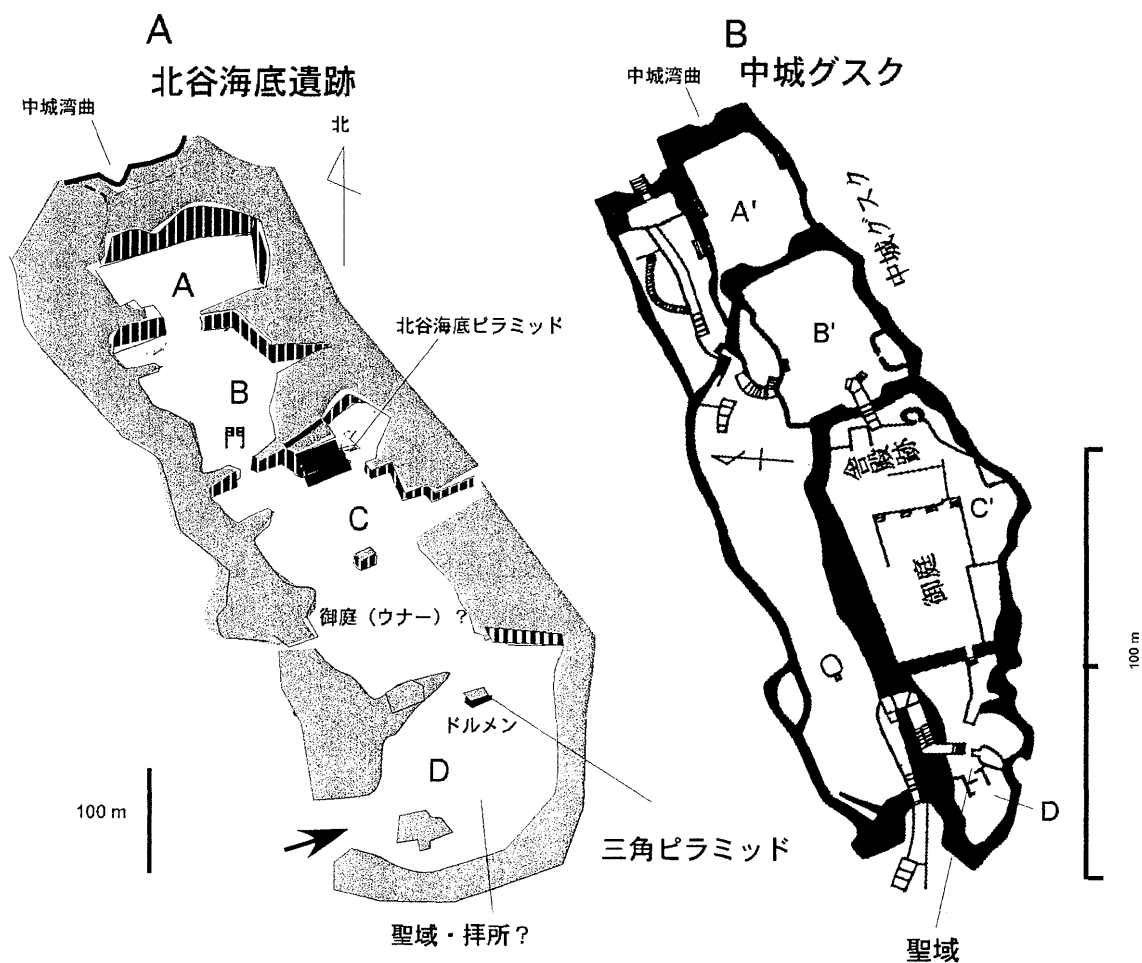 A
北谷海底遺跡
中城湾曲
北
A
北谷海底ピラミッド
B
門
C
御庭(ウナー)?
ドルメン
D
100 m
三角ピラミッド
聖域・拝所?
B
中城グスク
中城湾曲
中城グスク
A'
B'
舎殿跡
C'
御庭
D
聖域
100 m